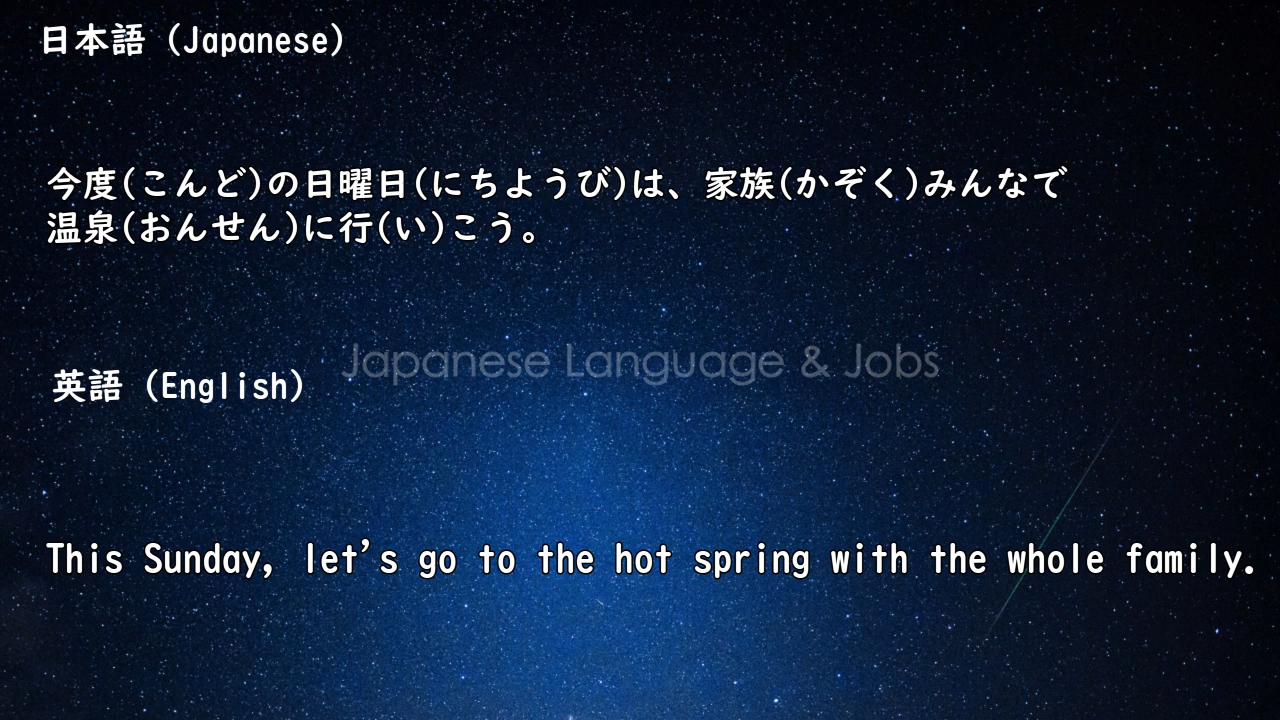 日本語（Japanese）
今度(こんど)の日曜日(にちようび)は、家族(かぞく)みんなで
温泉(おんせん)に行(い)こう。
Japanese Language & Jobs
英語（English）
This Sunday, let's go to the hot spring with the whole family.